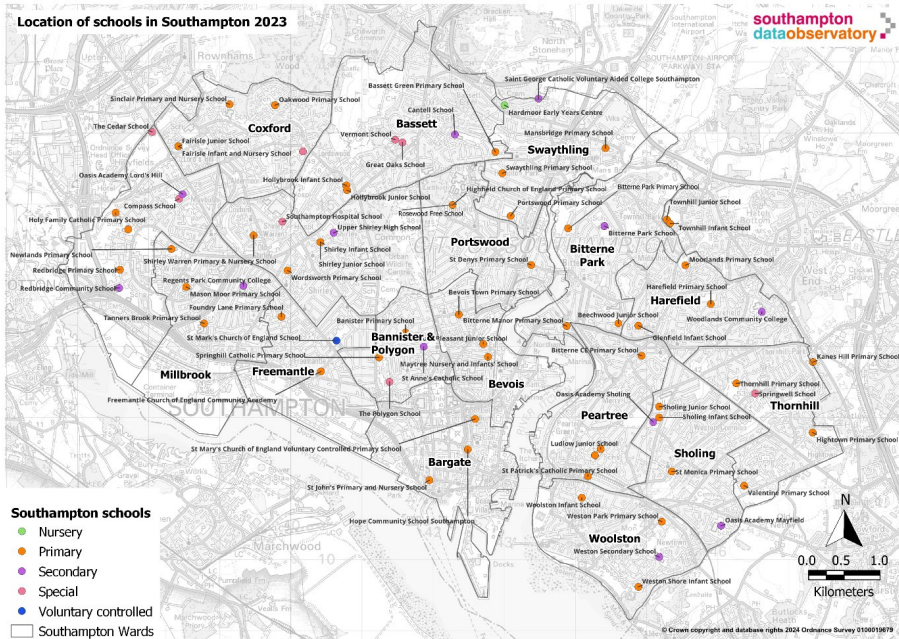 Location of schools in Southampton 2023
southampton
dataobservatory
Saint George Catholic Voluntary Aided College Southampton
Bassett Green Primary School
Sinclair Primary and Nursery School
Oakwood Primary School
Hardmoor Early Years Centre
Cantell School
Bassett
Coxford
The Cedar School
Vermont School
Mansbridge Primary School
Fairisle Junior School
Swaythling
Fairisle Infant and Nursery School
Great Oaks School
Swaythling Primary School
Oasis Academy Lord's Hill
Hollybrook Infant School
Highfield Church of England Primary School
Bitterne Park Primary School
Compass School
Hollybrook Junior School
Portswood Primary School
Townhill Junior School
Holy Family Catholic Primary School
Southampton Hospital School
Rosewood Free School
Upper Shirley High School
Bitterne Park School
Townhill Infant School
Portswood
Bitterne
Park
Newlands Primary School
Shirley Infant School
Shirley Warren Primary & Nursery School
Shirley Junior School
St Denys Primary School
Moorlands Primary School
Redbridge Primary School
Wordsworth Primary School
Regents Park Community College
Redbridge Community School
Mason Moor Primary School
Bevois Town Primary School
Harefield Primary School
Harefield
Foundry Lane Primary School
Beechwood Junior School
Tanners Brook Primary School
Banister Primary School
Bitterne Manor Primary School
Woodlands Community College
St Mark's Church of England School
Bannister &
Polygon
Pleasant Junior School
Glenfield Infant School
Springhill Catholic Primary School
Bitterne CE Primary School
Kanes Hill Primary School
Maytree Nursery and Infants' School
Millbrook
Freemantle
St Anne's Catholic School
Bevois
Thornhill Primary School
Springwell School
Freemantle Church of England Community Academy
Oasis Academy Sholing
Thornhill
SOUTHAMPTON
The Polygon School
Peartree
Sholing Junior School
Sholing Infant School
Hightown Primary School
St Mary's Church of England Voluntary Controlled Primary School
Ludlow Junior School
Sholing
Bargate
St Patrick's Catholic Primary School
St Monica Primary School
St John's Primary and Nursery School
Valentine Primary School
Woolston Infant School
Hope Community School Southampton
Weston Park Primary School
Oasis Academy Mayfield
Woolston
Weston Secondary School
Weston Shore Infant School
Marchwood
Southampton schools
Nursery
Primary
Secondary
Special
Voluntary controlled
Southampton Wards
N
0.0 0.5 1.0
Kilometers
© Crown copyright and database rights 2024 Ordnance Survey 0100019679